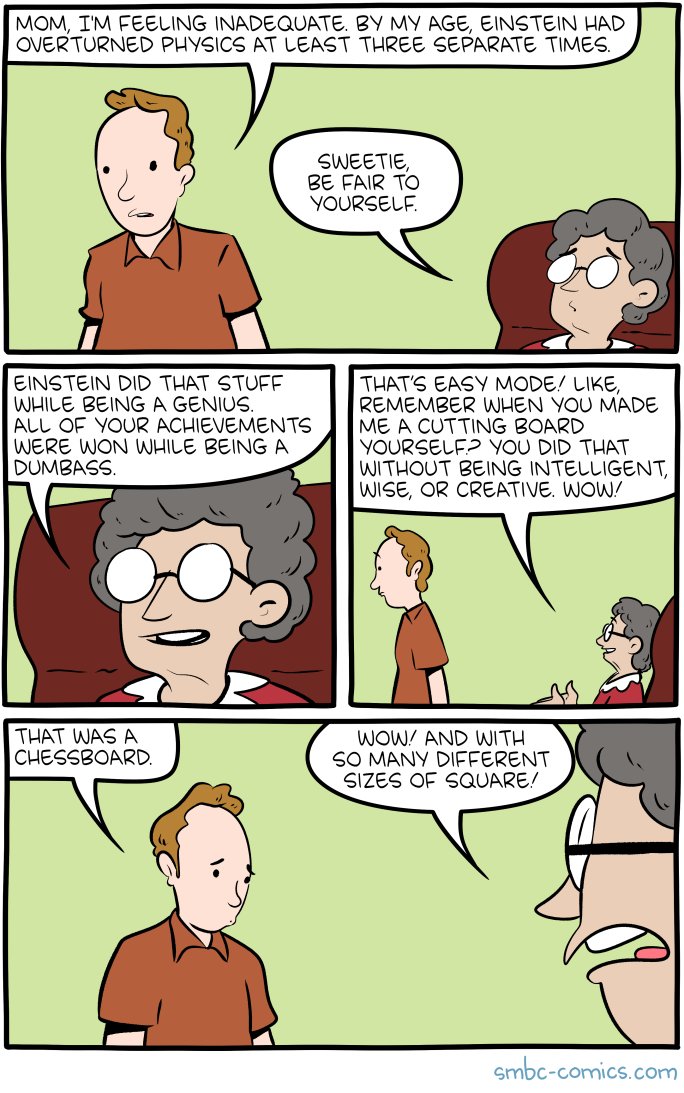 MOM, I'M FEELING INADEQUATE. BY MY AGE, EINSTEIN HAD
OVERTURNED PHYSICS AT LEAST THREE SEPARATE TIMES.
SWEETIE,
BE FAIR TO
YOURSELF.
EINSTEIN DID THAT STUFF
WHILE BEING A GENIUS.
ALL OF YOUR ACHIEVEMENTS
WERE WON WHILE BEING A
DUMBASS.
THAT'S EASY MODE! LIKE,
REMEMBER WHEN YOU MADE
ME A CUTTING BOARD
YOURSELF? YOU DID THAT
WITHOUT BEING INTELLIGENT,
WISE, OR CREATIVE. WOW!
THAT WAS A
CHESSBOARD.
WOW! AND WITH
SO MANY DIFFERENT
SIZES OF SQUARE!
smbc-comics.com